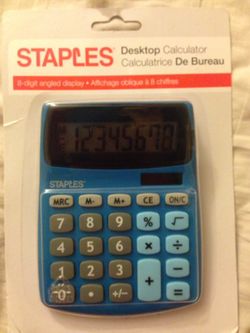 STAPLES Desktop Calculator
Calculatrice De Bureau
8-digit angled display • Affichage oblique à 8 chiffres
12345678
STAPLES
MRC M- M+ CE ON/C
7 8 9 % √
4 5 6 × ÷
1 2 3 + -
0 • +/- =